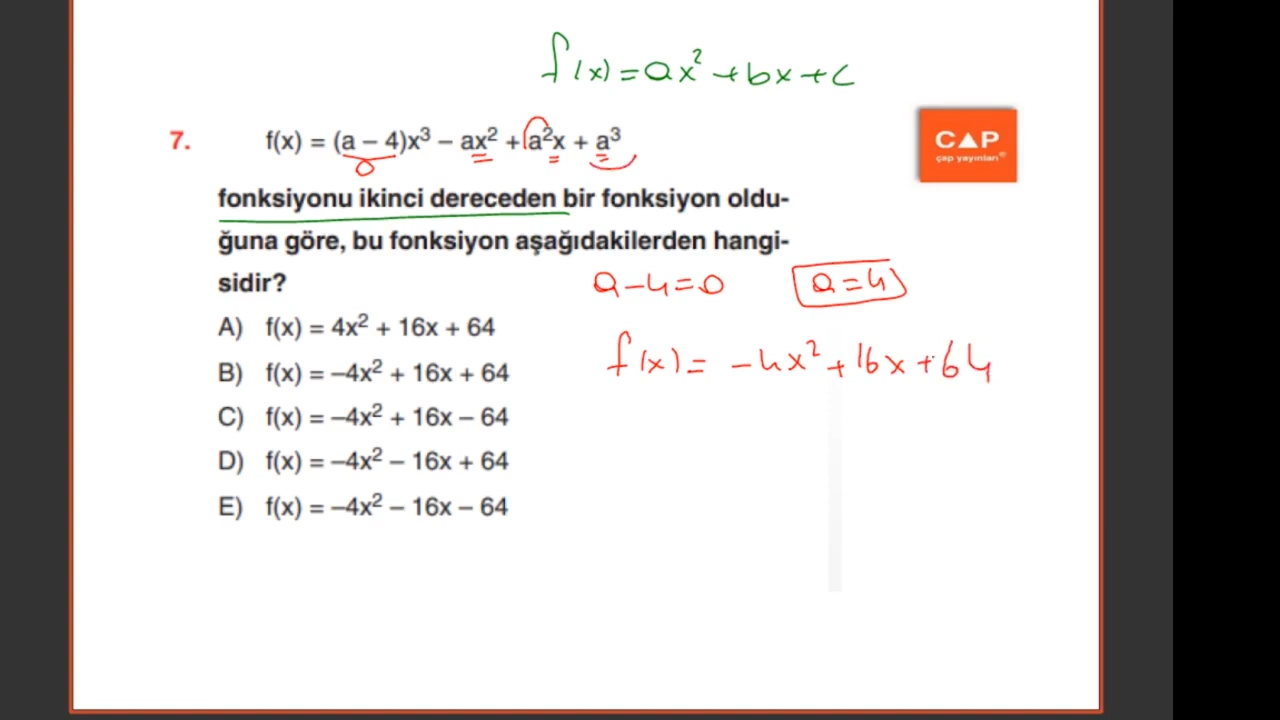 f(x) = ax² + bx + c
7. f(x) = (a – 4)x³ – ax² + a²x + a³
0
CAP
çap yayınları®
fonksiyonu ikinci dereceden bir fonksiyon oldu-
ğuna göre, bu fonksiyon aşağıdakilerden hangi-
sidir?
a – 4 = 0 a = 4
A) f(x) = 4x² + 16x + 64
f(x) = – 4x² + 16x + 64
B) f(x) = –4x² + 16x + 64
C) f(x) = –4x² + 16x – 64
D) f(x) = –4x² – 16x + 64
E) f(x) = –4x² – 16x – 64